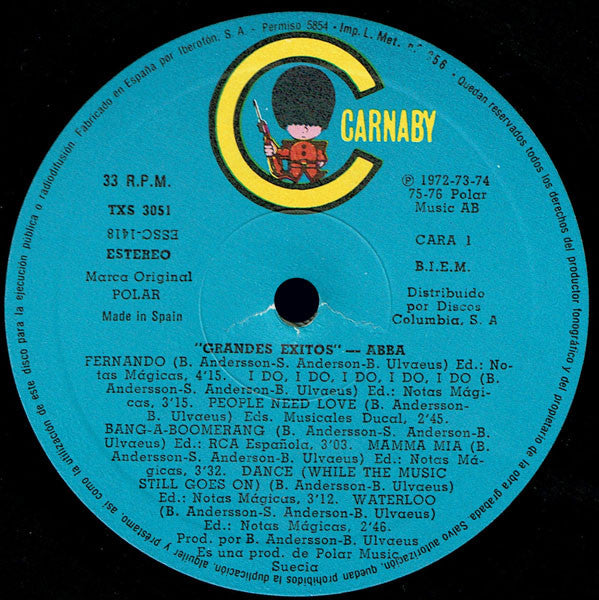 CARNABY
33 R.P.M.
TXS 3051
ESSC-1418
ESTEREO
Marca Original
POLAR
Made in Spain
℗ 1972-73-74
75-76 Polar
Music AB
CARA 1
B.I.E.M.
Distribuido
por Discos
Columbia, S. A
"GRANDES EXITOS" — ABBA
FERNANDO (B. Andersson-S. Anderson-B. Ulvaeus) Ed.: No-
tas Mágicas, 4'15. I DO, I DO, I DO, I DO, I DO (B.
Andersson-S. Anderson-B. Ulvaeus) Ed.: Notas Mági-
cas, 3'15. PEOPLE NEED LOVE (B. Andersson-
B. Ulvaeus) Eds. Musicales Ducal, 2'45.
BANG-A-BOOMERANG (B. Andersson-S. Anderson-B.
Ulvaeus) Ed.: RCA Española, 3'03. MAMMA MIA (B.
Andersson-S. Anderson-B. Ulvaeus) Ed.: Notas Má-
gicas, 3'32. DANCE (WHILE THE MUSIC
STILL GOES ON) (B. Andersson-B. Ulvaeus)
Ed.: Notas Mágicas, 3'12. WATERLOO
(B. Andersson-S. Anderson-B. Ulvaeus)
Ed.: Notas Mágicas, 2'46.
Prod. por B. Andersson-B. Ulvaeus
Es una prod. de Polar Music
Suecia
Fabricado en España por Iberofón, S. A. - Permiso 5854 - Imp. L. Met. - Quedan reservados todos los derechos del productor fonográfico y del propietario de la obra grabada. Salvo autorización, quedan prohibidos la duplicación, alquiler y préstamo, así como la utilización de este disco para la ejecución pública o radiodifusión